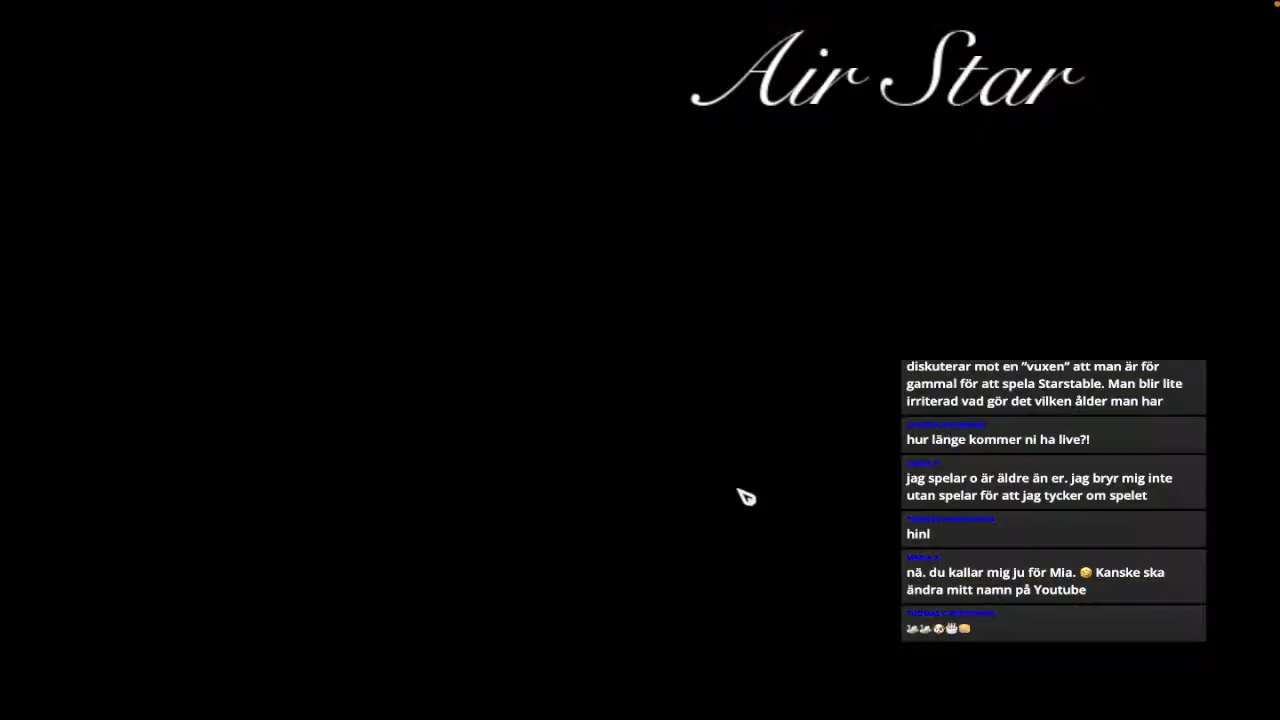 Air Star
diskuterar mot en ”vuxen” att man är för
gammal för att spela Starstable. Man blir lite
irriterad vad gör det vilken ålder man har
hur länge kommer ni ha live?!
jag spelar o är äldre än er. jag bryr mig inte
utan spelar för att jag tycker om spelet
hinl
nä. du kallar mig ju för Mia. 🤣 Kanske ska
ändra mitt namn på Youtube